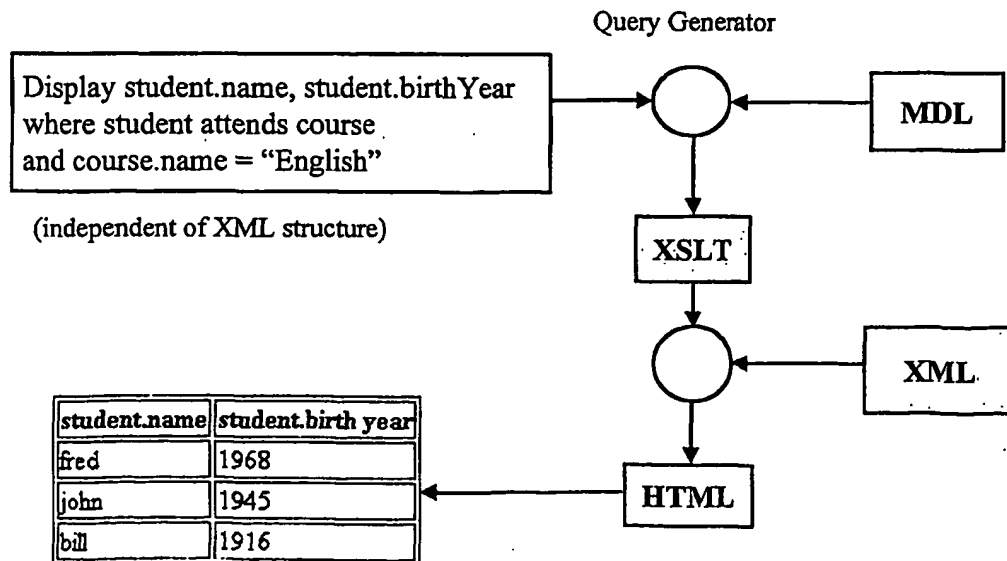 Query Generator
Display student.name, student.birthYear
where student attends course
and course.name = “English”
MDL
(independent of XML structure)
XSLT
XML
student.name student.birth year
fred 1968
john 1945
bill 1916
HTML